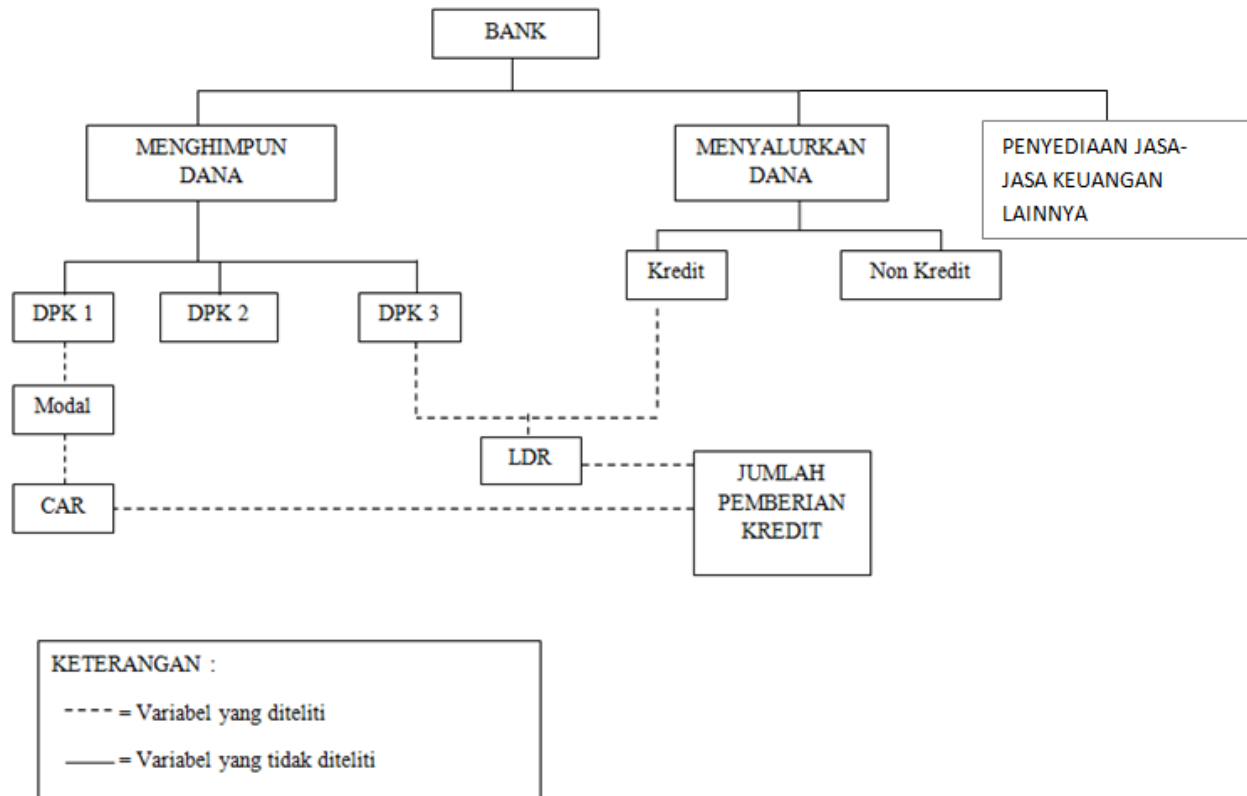 BANK
MENGHIMPUN
DANA
MENYALURKAN
DANA
PENYEDIAAN JASA-
JASA KEUANGAN
LAINNYA
Kredit
Non Kredit
DPK 1
DPK 2
DPK 3
Modal
LDR
CAR
JUMLAH
PEMBERIAN
KREDIT
KETERANGAN :
----- = Variabel yang diteliti
—— = Variabel yang tidak diteliti